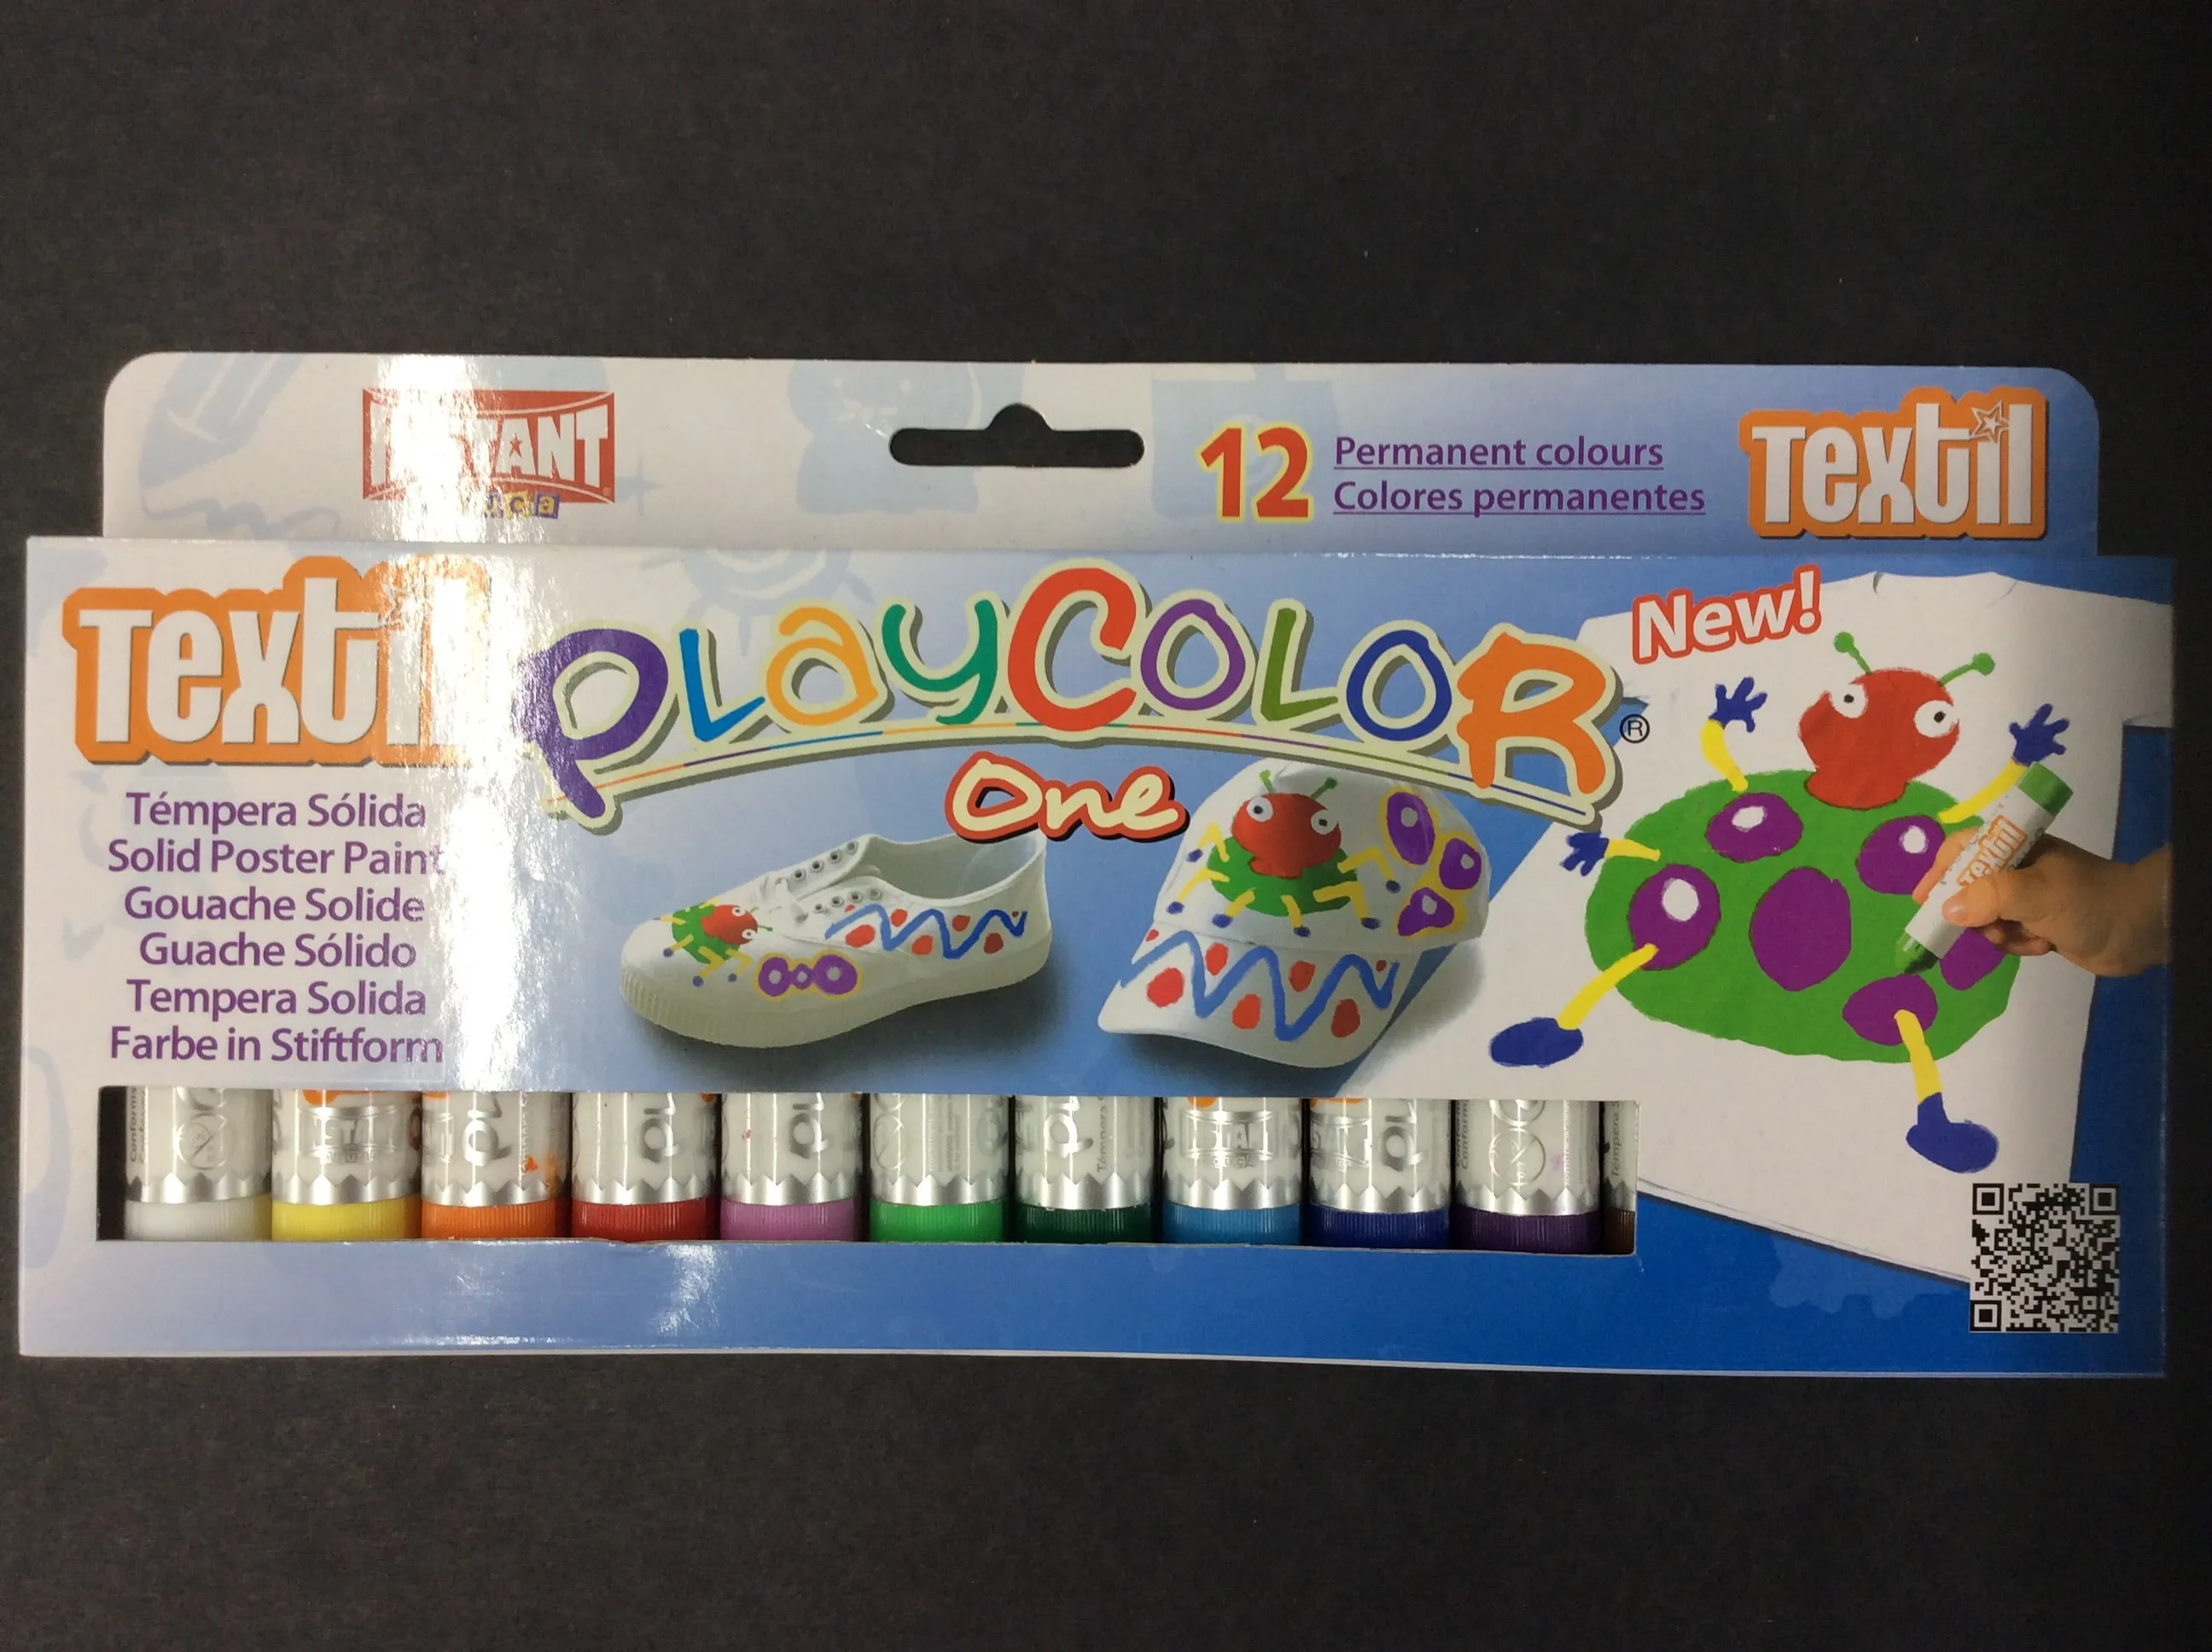 12
Permanent colours
Colores permanentes
Textil
Textil
PLayCOLOR®
One
New!
Témpera Sólida
Solid Poster Paint
Gouache Solide
Guache Sólido
Tempera Solida
Farbe in Stiftform
Textil